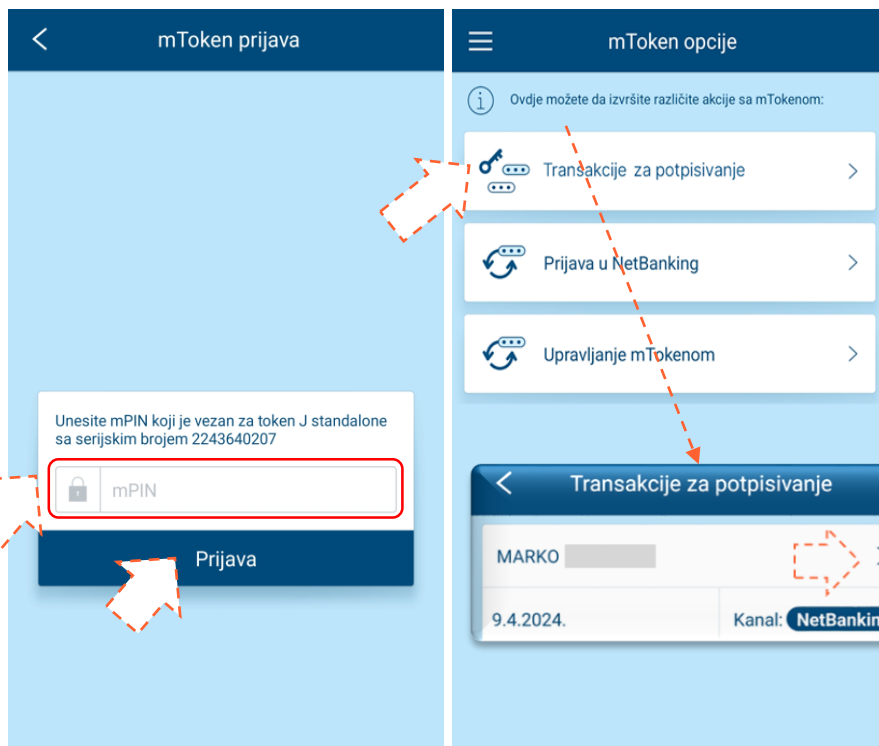 mToken prijava
Unesite mPIN koji je vezan za token J standalone
sa serijskim brojem 2243640207
mPIN
Prijava
mToken opcije
Ovdje možete da izvršite različite akcije sa mTokenom:
Transakcije za potpisivanje
Prijava u NetBanking
Upravljanje mTokenom
Transakcije za potpisivanje
MARKO
9.4.2024.
Kanal: NetBankin